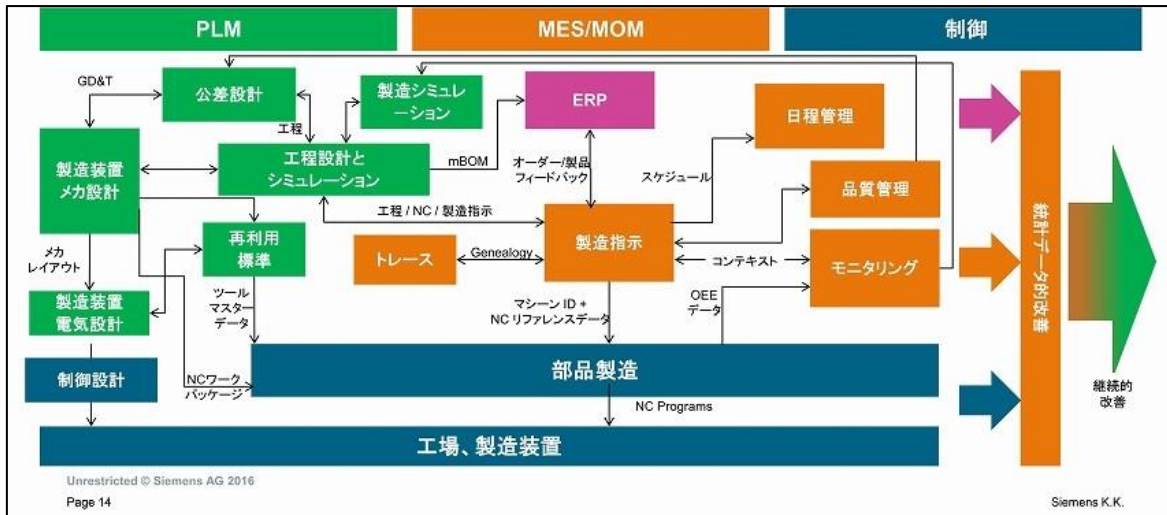 PLM
MES/MOM
制御
GD&T
公差設計
製造シミュレ
ーション
ERP
日程管理
工程
製造装置
メカ設計
工程設計と
シミュレーション
mBOM
オーダー/製品
フィードバック
スケジュール
品質管理
工程 / NC / 製造指示
メカ
レイアウト
再利用
標準
トレース
Genealogy
製造指示
コンテキスト
モニタリング
統計データ的改善
製造装置
電気設計
ツール
マスター
データ
マシーン ID +
NC リファレンスデータ
OEE
データ
制御設計
NCワーク
パッケージ
部品製造
継続的
改善
NC Programs
工場、製造装置
Unrestricted © Siemens AG 2016
Page 14
Siemens K.K.